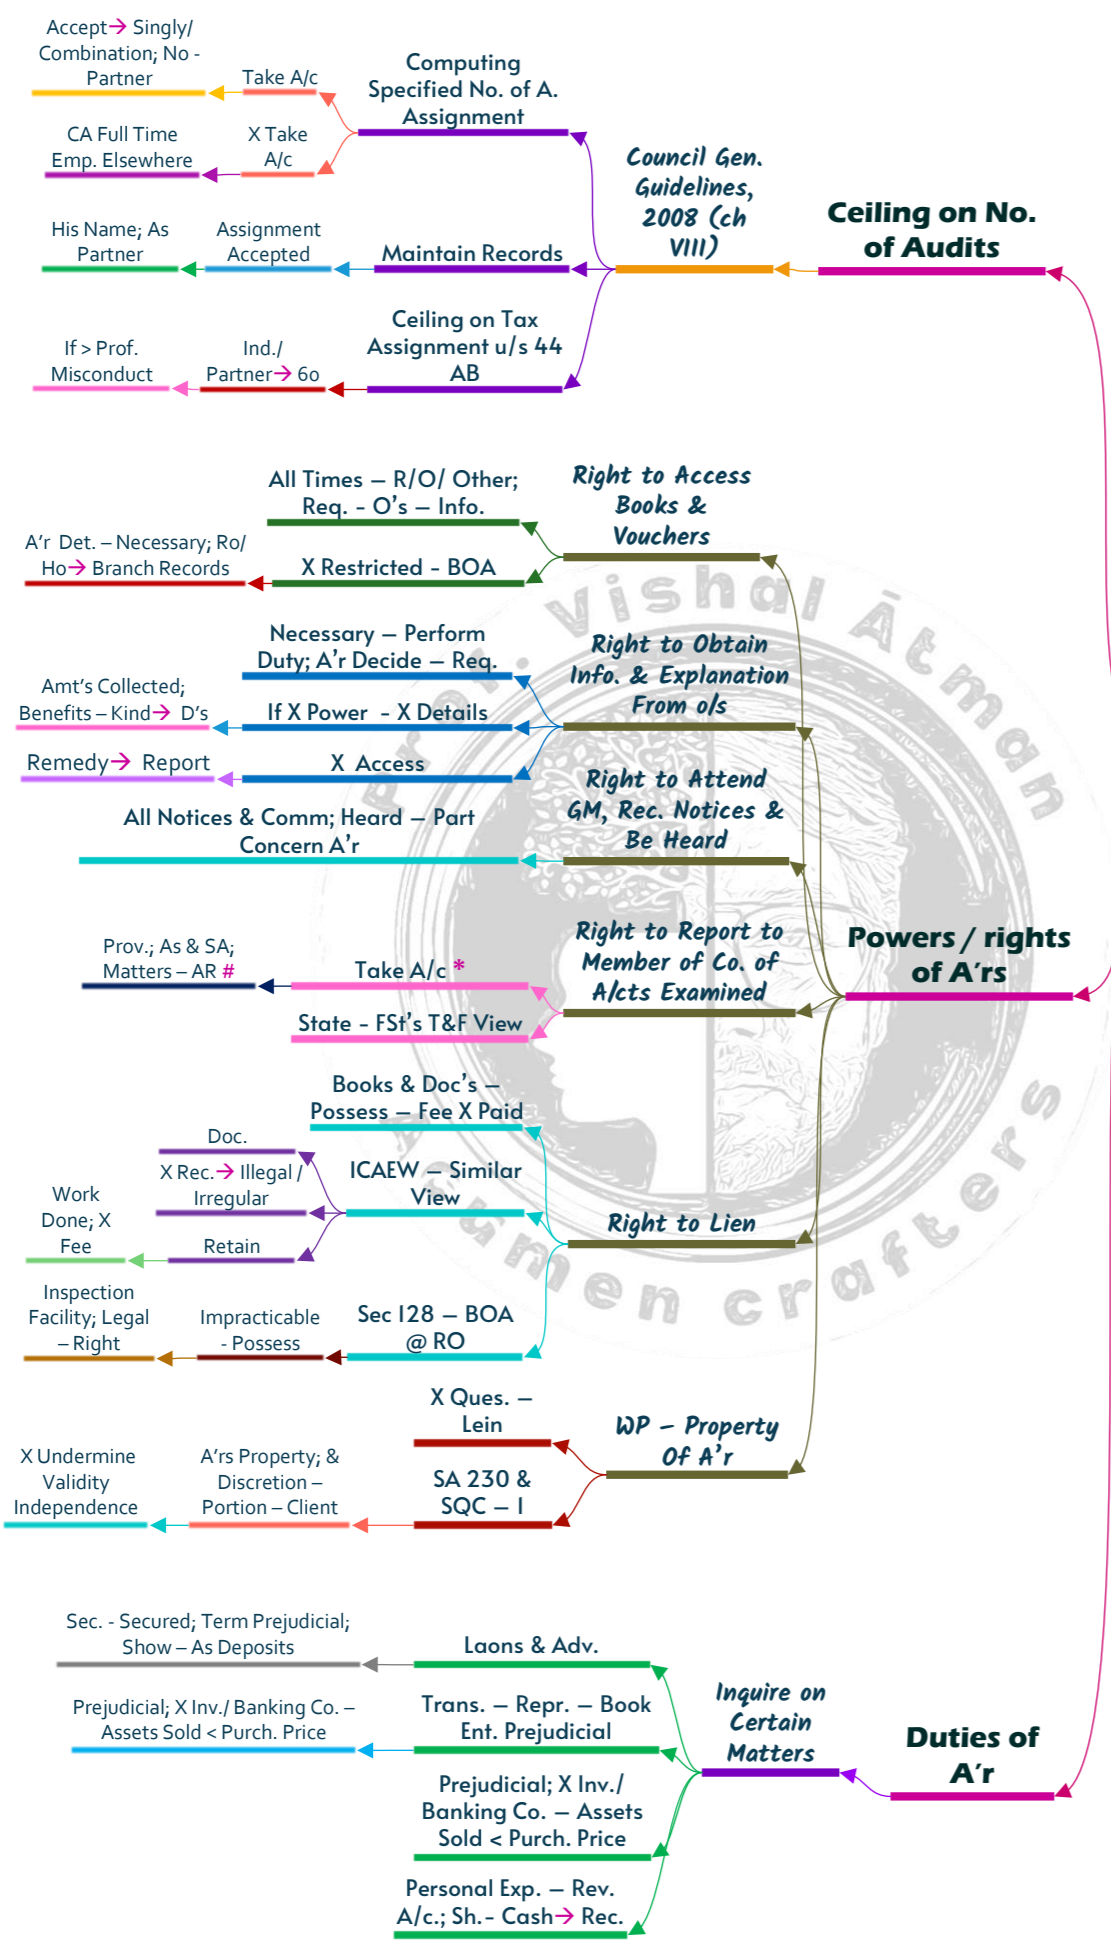 Ceiling on No.
of Audits
Council Gen.
Guidelines,
2008 (ch
VIII)
Computing
Specified No. of A.
Assignment
Take A/c
Accept→ Singly/
Combination; No -
Partner
X Take
A/c
CA Full Time
Emp. Elsewhere
Maintain Records
Assignment
Accepted
His Name; As
Partner
Ceiling on Tax
Assignment u/s 44
AB
Ind./
Partner→ 60
If > Prof.
Misconduct
Powers / rights
of A'rs
Right to Access
Books &
Vouchers
All Times – R/O/ Other;
Req. - O's – Info.
X Restricted - BOA
A'r Det. – Necessary; Ro/
Ho→ Branch Records
Right to Obtain
Info. & Explanation
From o/s
Necessary – Perform
Duty; A'r Decide – Req.
If X Power - X Details
Amt's Collected;
Benefits – Kind→ D's
X Access
Remedy→ Report
Right to Attend
GM, Rec. Notices &
Be Heard
All Notices & Comm; Heard – Part
Concern A'r
Right to Report to
Member of Co. of
A/cts Examined
Take A/c *
Prov.; As & SA;
Matters – AR #
State - FSt's T&F View
Right to Lien
Books & Doc's –
Possess – Fee X Paid
ICAEW – Similar
View
Doc.
X Rec.→ Illegal /
Irregular
Retain
Work
Done; X
Fee
Sec 128 – BOA
@ RO
Impracticable
- Possess
Inspection
Facility; Legal
– Right
WP – Property
Of A'r
X Ques. –
Lein
SA 230 &
SQC – 1
A'rs Property; &
Discretion –
Portion – Client
X Undermine
Validity
Independence
Duties of
A'r
Inquire on
Certain
Matters
Laons & Adv.
Sec. - Secured; Term Prejudicial;
Show – As Deposits
Trans. – Repr. – Book
Ent. Prejudicial
Prejudicial; X Inv./ Banking Co. –
Assets Sold < Purch. Price
Prejudicial; X Inv./
Banking Co. – Assets
Sold < Purch. Price
Personal Exp. – Rev.
A/c.; Sh.- Cash→ Rec.
Prof. Vishal Ātman
Acumen crafters